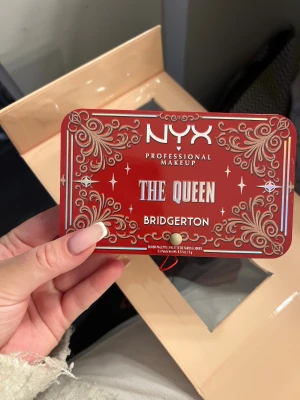 NYX
PROFESSIONAL
MAKEUP
THE QUEEN
BRIDGERTON